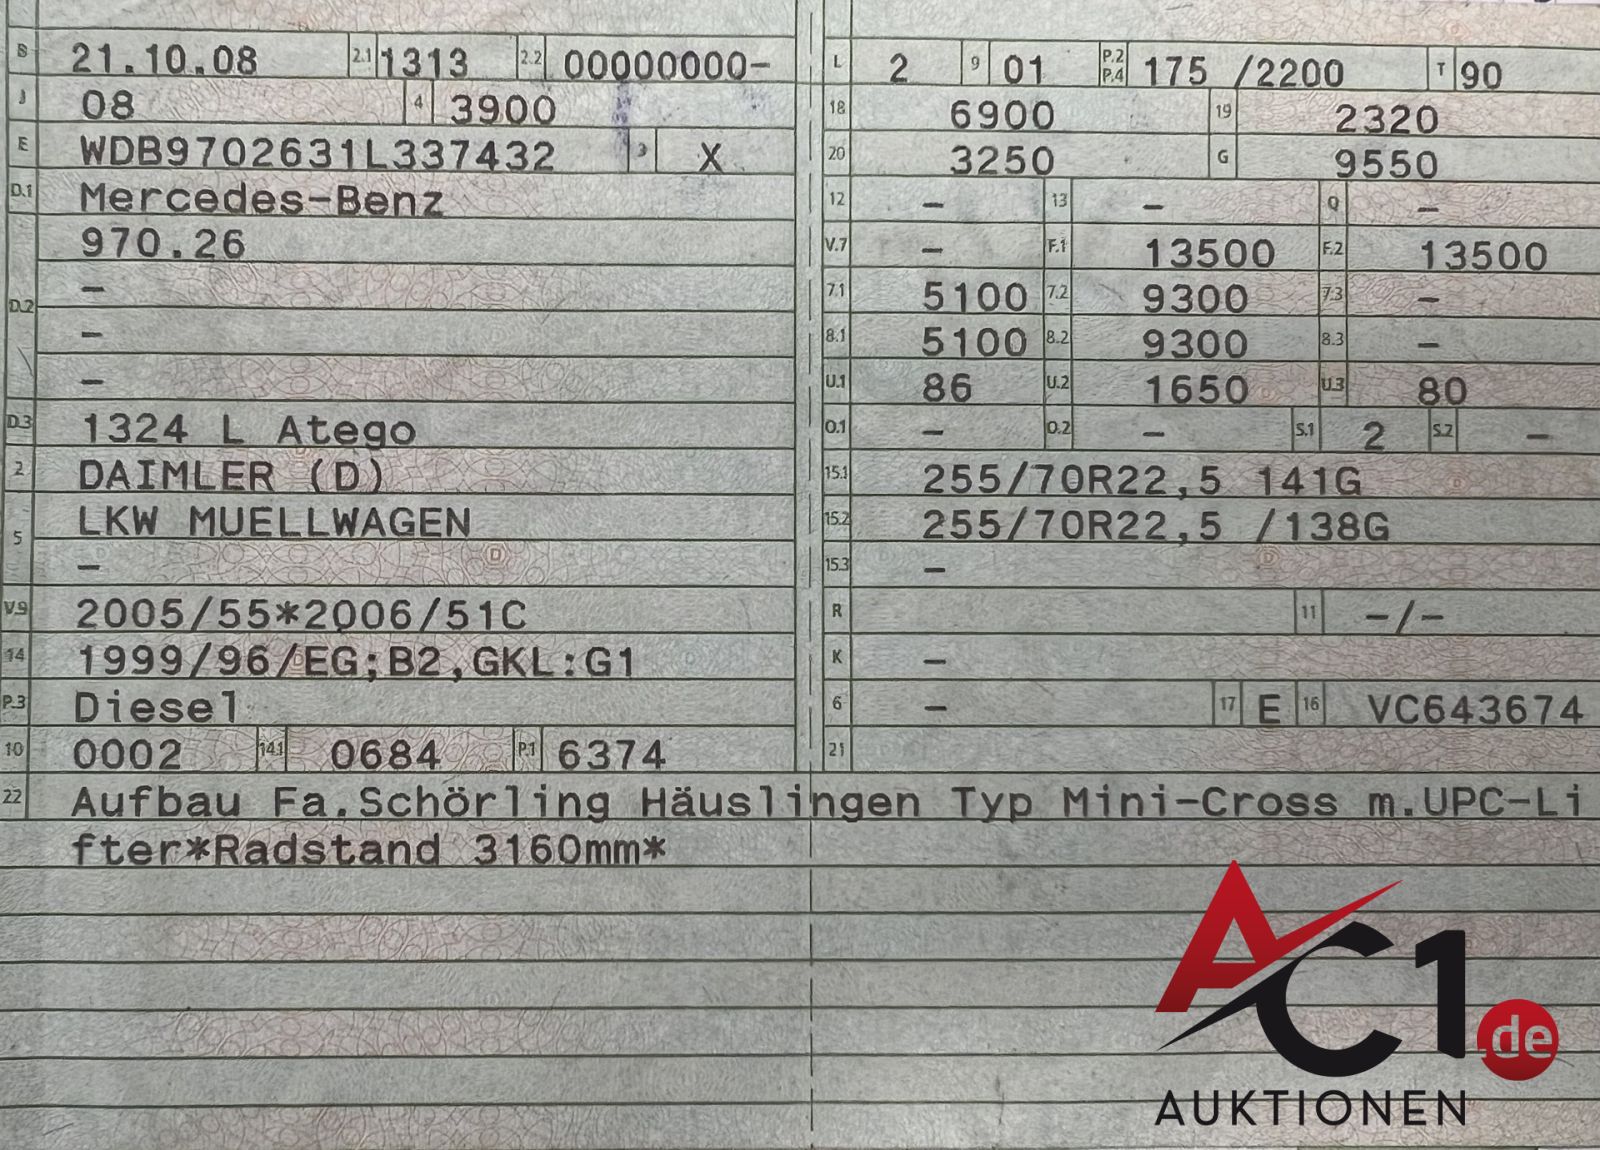 B 21.10.08 2.1 1313 2.2 00000000-
J 08 4 3900
E WDB9702631L337432 3 X
D.1 Mercedes-Benz
D.2 970.26
-
-
-
D.3 1324 L Atego
2 DAIMLER (D)
5 LKW MUELLWAGEN
-
V.9 2005/55*2006/51C
14 1999/96/EG;B2,GKL:G1
P.3 Diesel
10 0002 14.1 0684 P.1 6374
L 2 9 01 P.2 P.4 175 /2200 T 90
18 6900 19 2320
20 3250 G 9550
12 - 13 - Q -
V.7 - F.1 13500 F.2 13500
7.1 5100 7.2 9300 7.3 -
8.1 5100 8.2 9300 8.3 -
U.1 86 U.2 1650 U.3 80
O.1 - O.2 - S.1 2 S.2 -
15.1 255/70R22,5 141G
15.2 255/70R22,5 /138G
15.3 -
R 11 -/-
K -
6 - 17 E 16 VC643674
21
22 Aufbau Fa.Schörling Häuslingen Typ Mini-Cross m.UPC-Li
fter*Radstand 3160mm*
AC1.de
AUKTIONEN